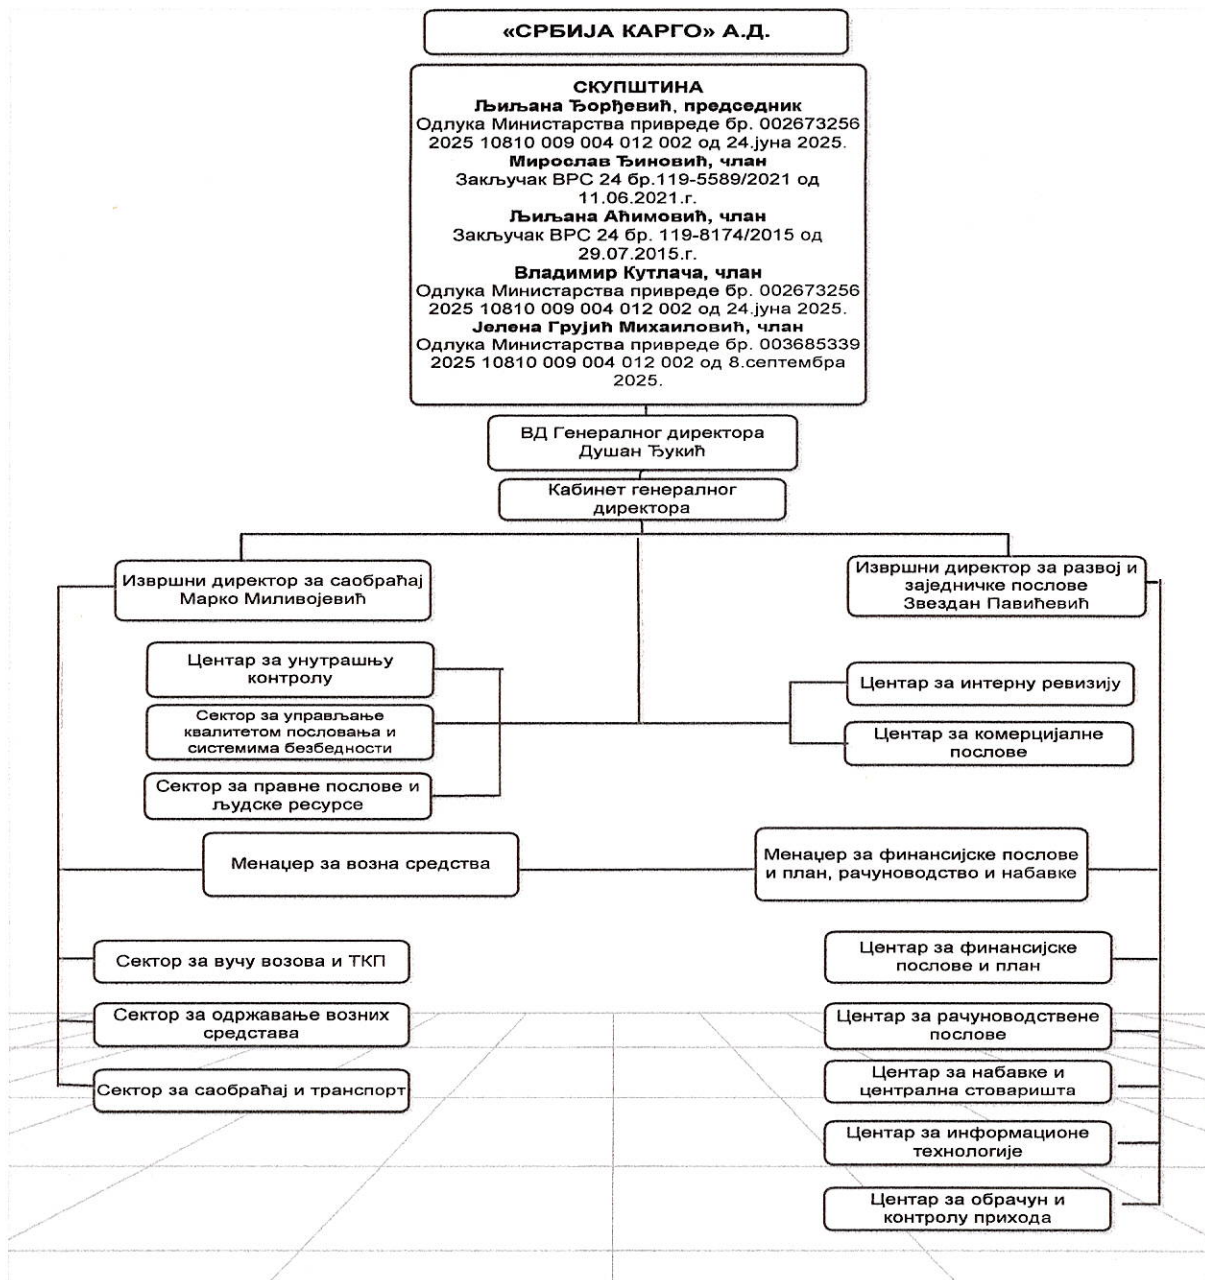 «СРБИЈА КАРГО» А.Д.
СКУПШТИНА
Љиљана Ђорђевић, председник
Одлука Министарства привреде бр. 002673256
2025 10810 009 004 012 002 од 24.јуна 2025.
Мирослав Ђиновић, члан
Закључак ВРС 24 бр.119-5589/2021 од
11.06.2021.г.
Љиљана Аћимовић, члан
Закључак ВРС 24 бр. 119-8174/2015 од
29.07.2015.г.
Владимир Кутлача, члан
Одлука Министарства привреде бр. 002673256
2025 10810 009 004 012 002 од 24.јуна 2025.
Јелена Грујић Михаиловић, члан
Одлука Министарства привреде бр. 003685339
2025 10810 009 004 012 002 од 8.септембра
2025.
ВД Генералног директора
Душан Ђукић
Кабинет генералног
директора
Извршни директор за саобраћај
Марко Миливојевић
Извршни директор за развој и
заједничке послове
Звездан Павићевић
Центар за унутрашњу
контролу
Сектор за управљање
квалитетом пословања и
системима безбедности
Сектор за правне послове и
људске ресурсе
Центар за интерну ревизију
Центар за комерцијалне
послове
Менаџер за возна средства
Менаџер за финансијске послове
и план, рачуноводство и набавке
Сектор за вучу возова и ТКП
Сектор за одржавање возних
средстава
Сектор за саобраћај и транспорт
Центар за финансијске
послове и план
Центар за рачуноводствене
послове
Центар за набавке и
централна стоваришта
Центар за информационе
технологије
Центар за обрачун и
контролу прихода